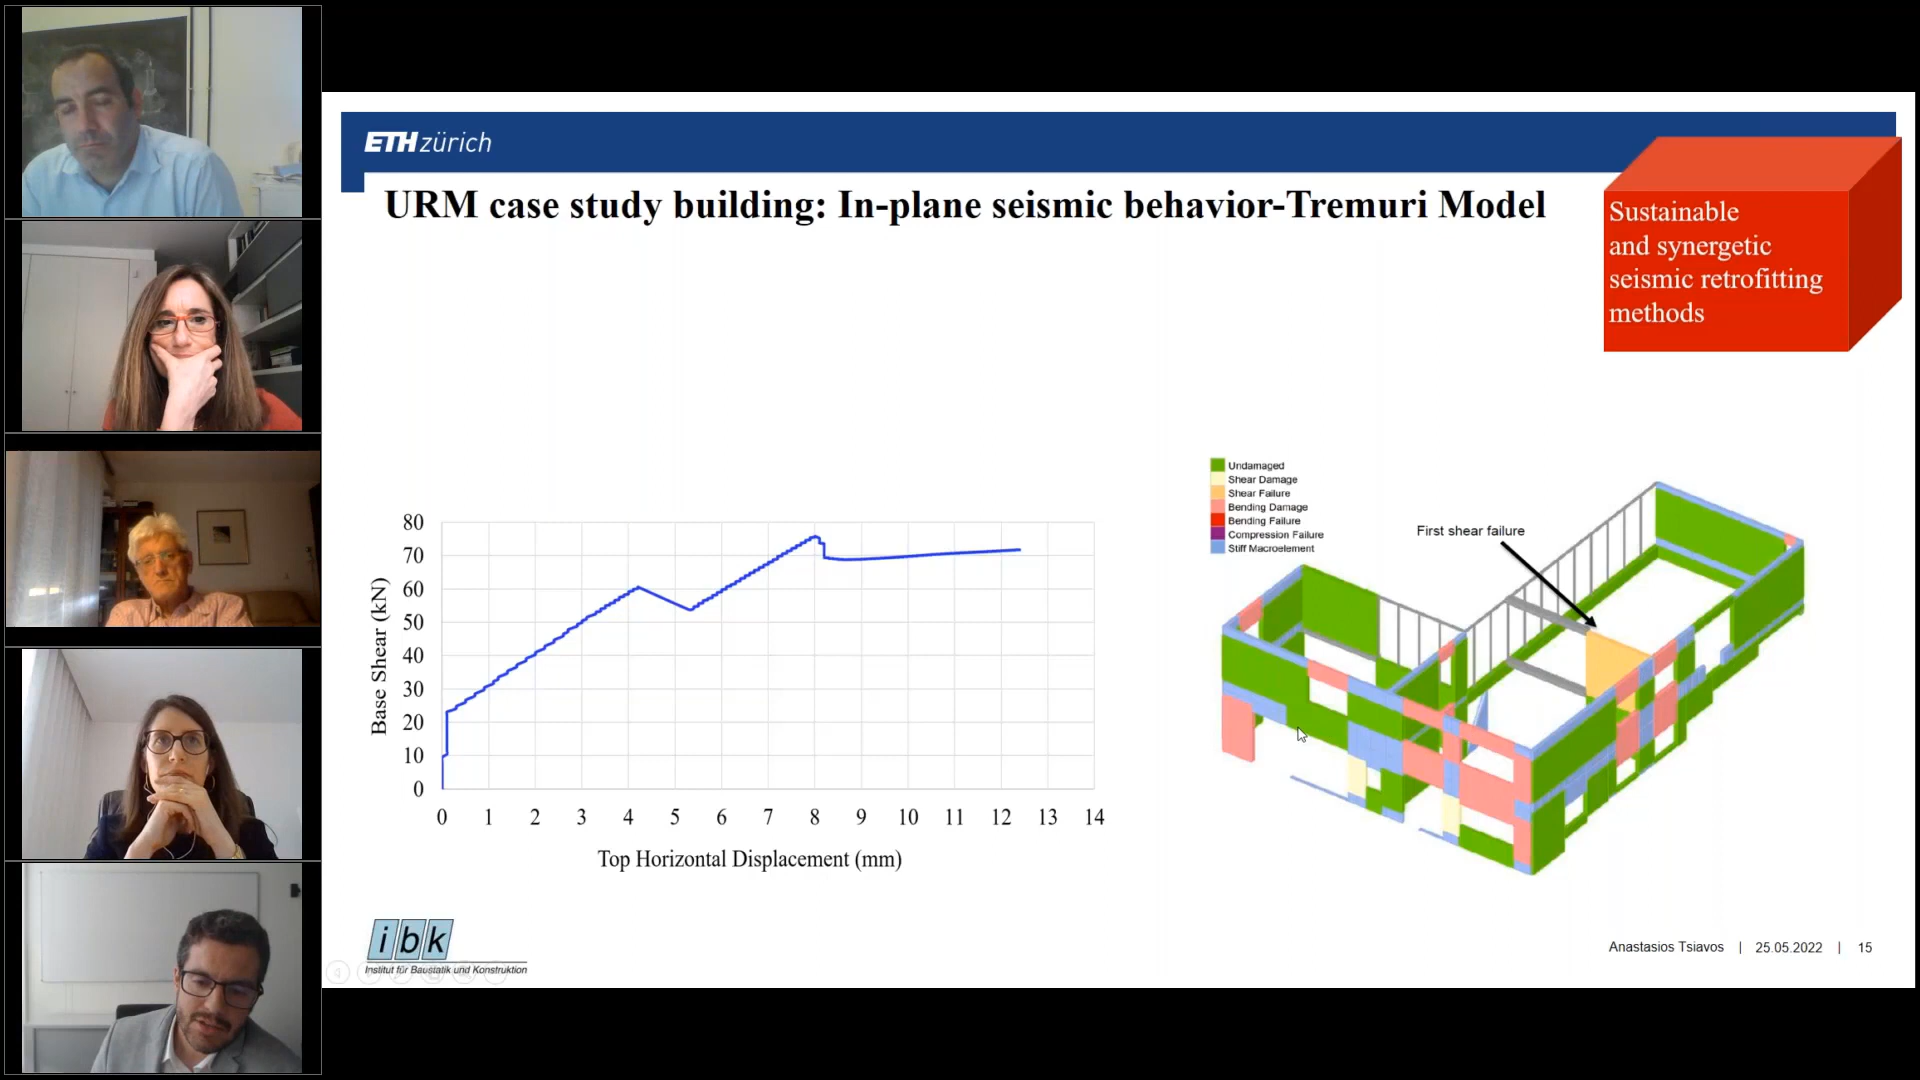 ETH zürich
URM case study building: In-plane seismic behavior-Tremuri Model
Sustainable
and synergetic
seismic retrofitting
methods
Undamaged
Shear Damage
Shear Failure
Bending Damage
Bending Failure
Compression Failure
Stiff Macroelement
First shear failure
Base Shear (kN)
80
70
60
50
40
30
20
10
0
0 1 2 3 4 5 6 7 8 9 10 11 12 13 14
Top Horizontal Displacement (mm)
ibk
Institut für Baustatik und Konstruktion
Anastasios Tsiavos | 25.05.2022 | 15